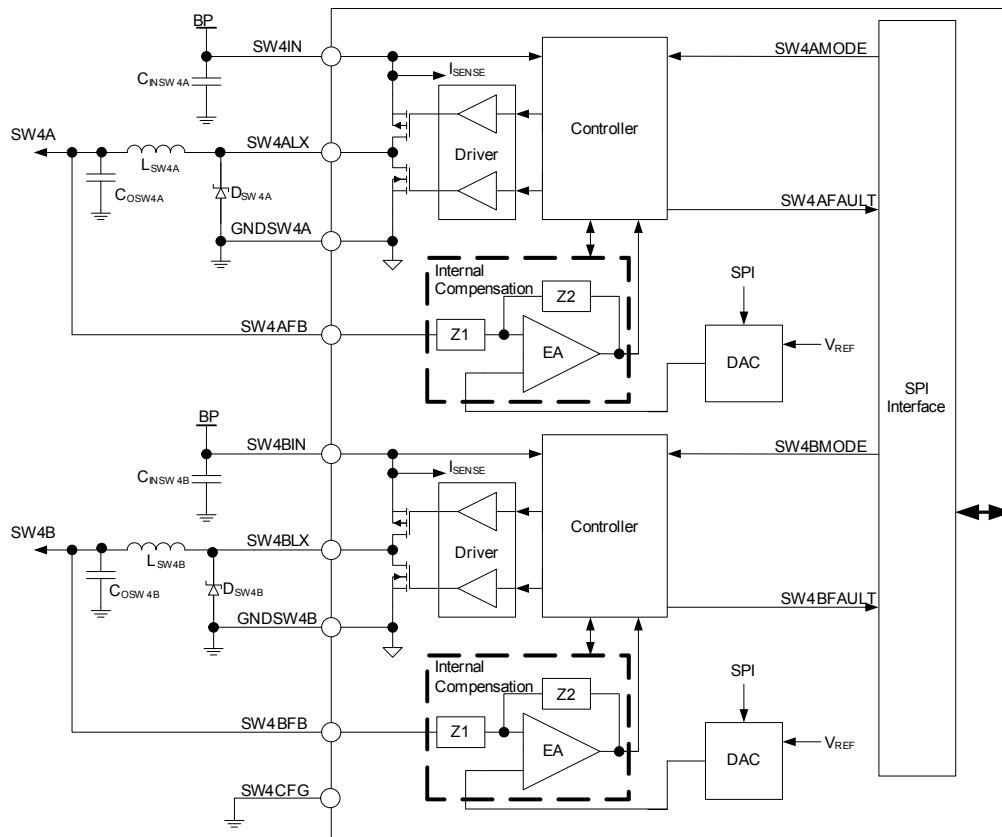 BP
SW4IN
SW4AMODE
ISENSE
CINSW4A
Controller
SW4A
SW4ALX
LSW4A
Driver
COSW4A
DSW4A
SW4AFAULT
GNDSW4A
Internal
Compensation
SPI
Z2
SW4AFB
Z1
EA
VREF
DAC
SPI
Interface
BP
SW4BIN
SW4BMODE
ISENSE
CINSW4B
Controller
SW4B
SW4BLX
LSW4B
Driver
COSW4B
DSW4B
SW4BFAULT
GNDSW4B
Internal
Compensation
SPI
Z2
SW4BFB
Z1
EA
VREF
DAC
SW4CFG